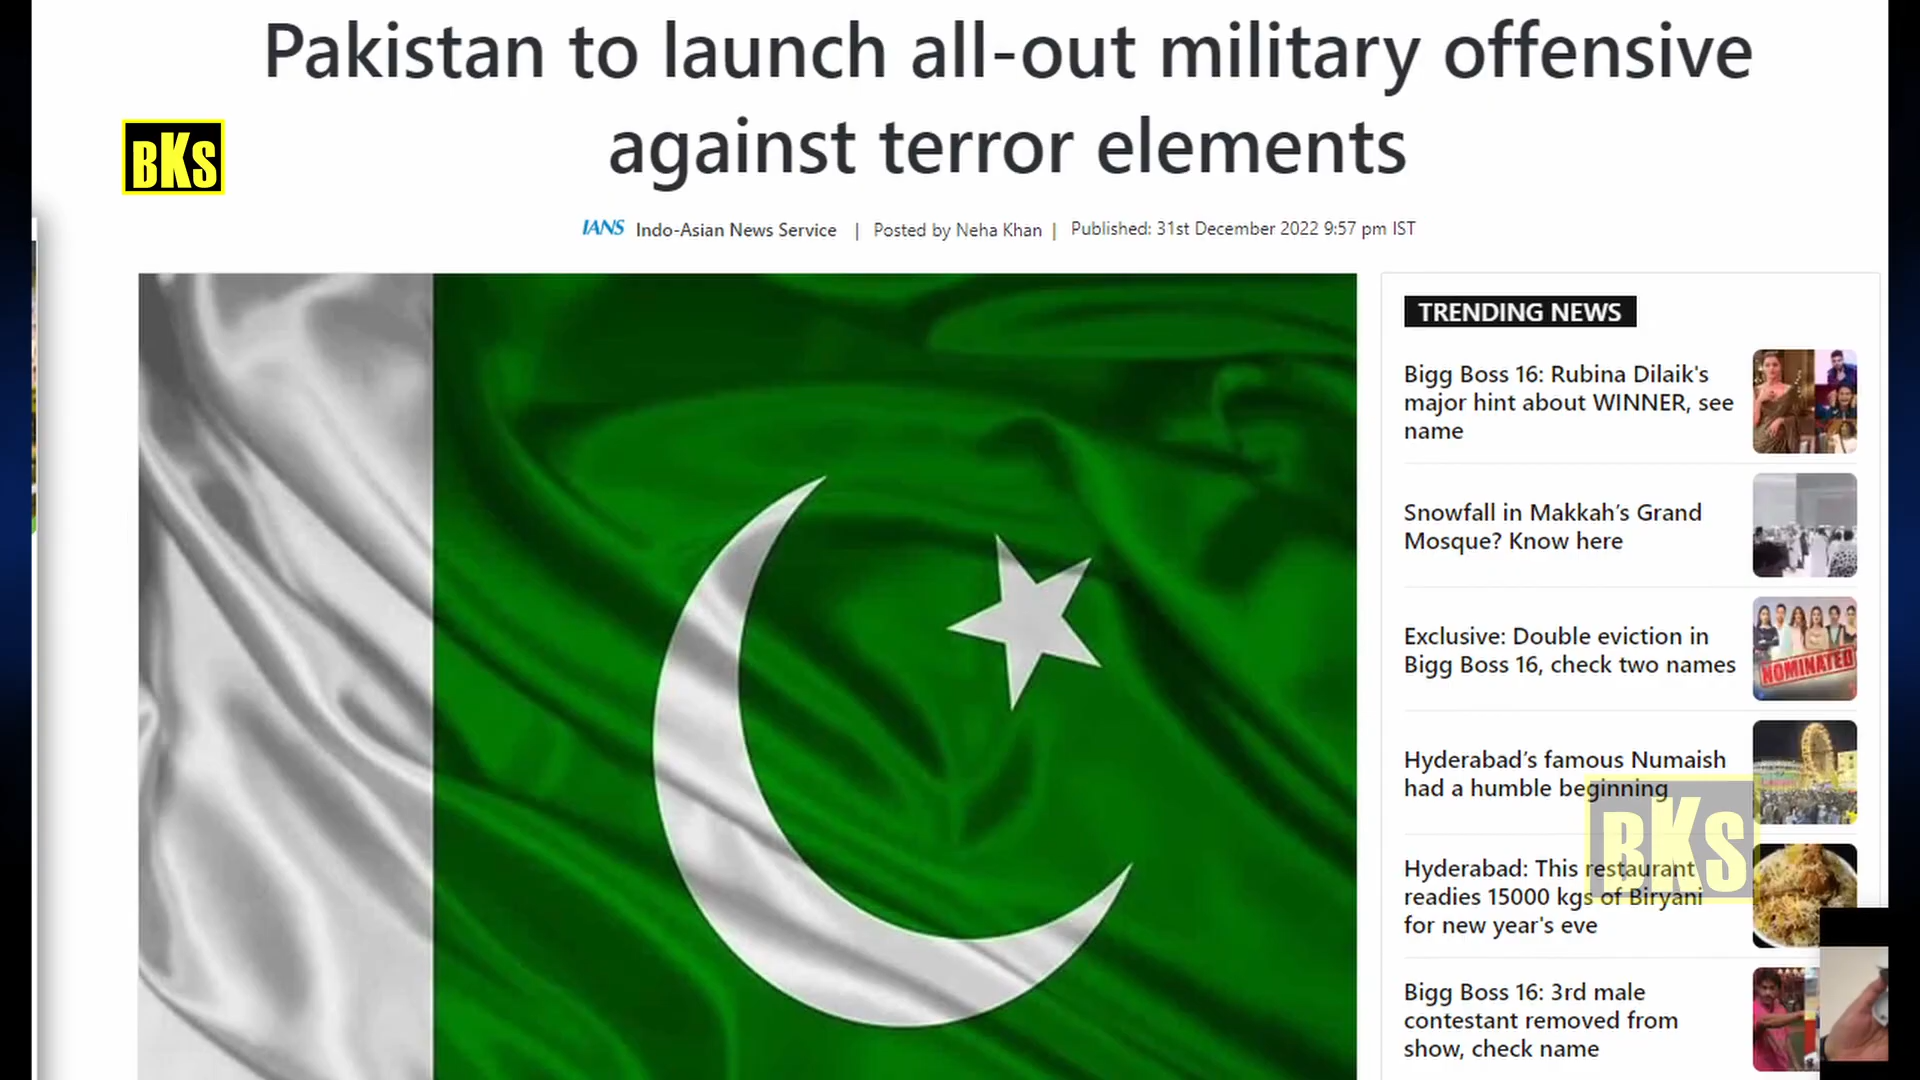 Pakistan to launch all-out military offensive
against terror elements
BKS
IANS Indo-Asian News Service | Posted by Neha Khan | Published: 31st December 2022 9:57 pm IST
TRENDING NEWS
Bigg Boss 16: Rubina Dilaik's
major hint about WINNER, see
name
Snowfall in Makkah’s Grand
Mosque? Know here
Exclusive: Double eviction in
Bigg Boss 16, check two names
NOMINATED
Hyderabad’s famous Numaish
had a humble beginning
BKS
Hyderabad: This restaurant
readies 15000 kgs of Biryani
for new year's eve
Bigg Boss 16: 3rd male
contestant removed from
show, check name